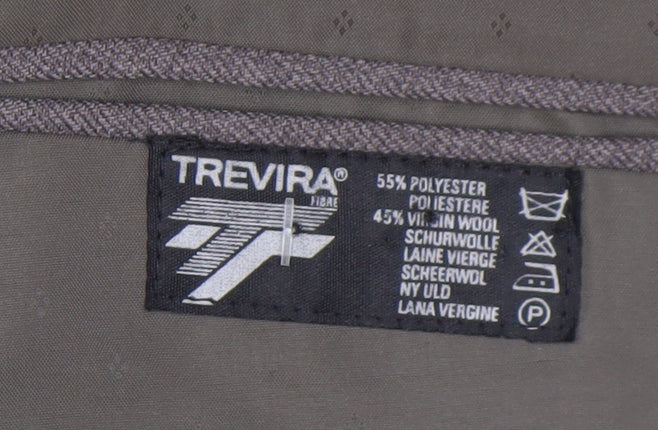 TREVIRA®
FIBRE
55% POLYESTER
POLIESTERE
45% VIRGIN WOOL
SCHURWOLLE
LAINE VIERGE
SCHEERWOL
NY ULD
LANA VERGINE
P